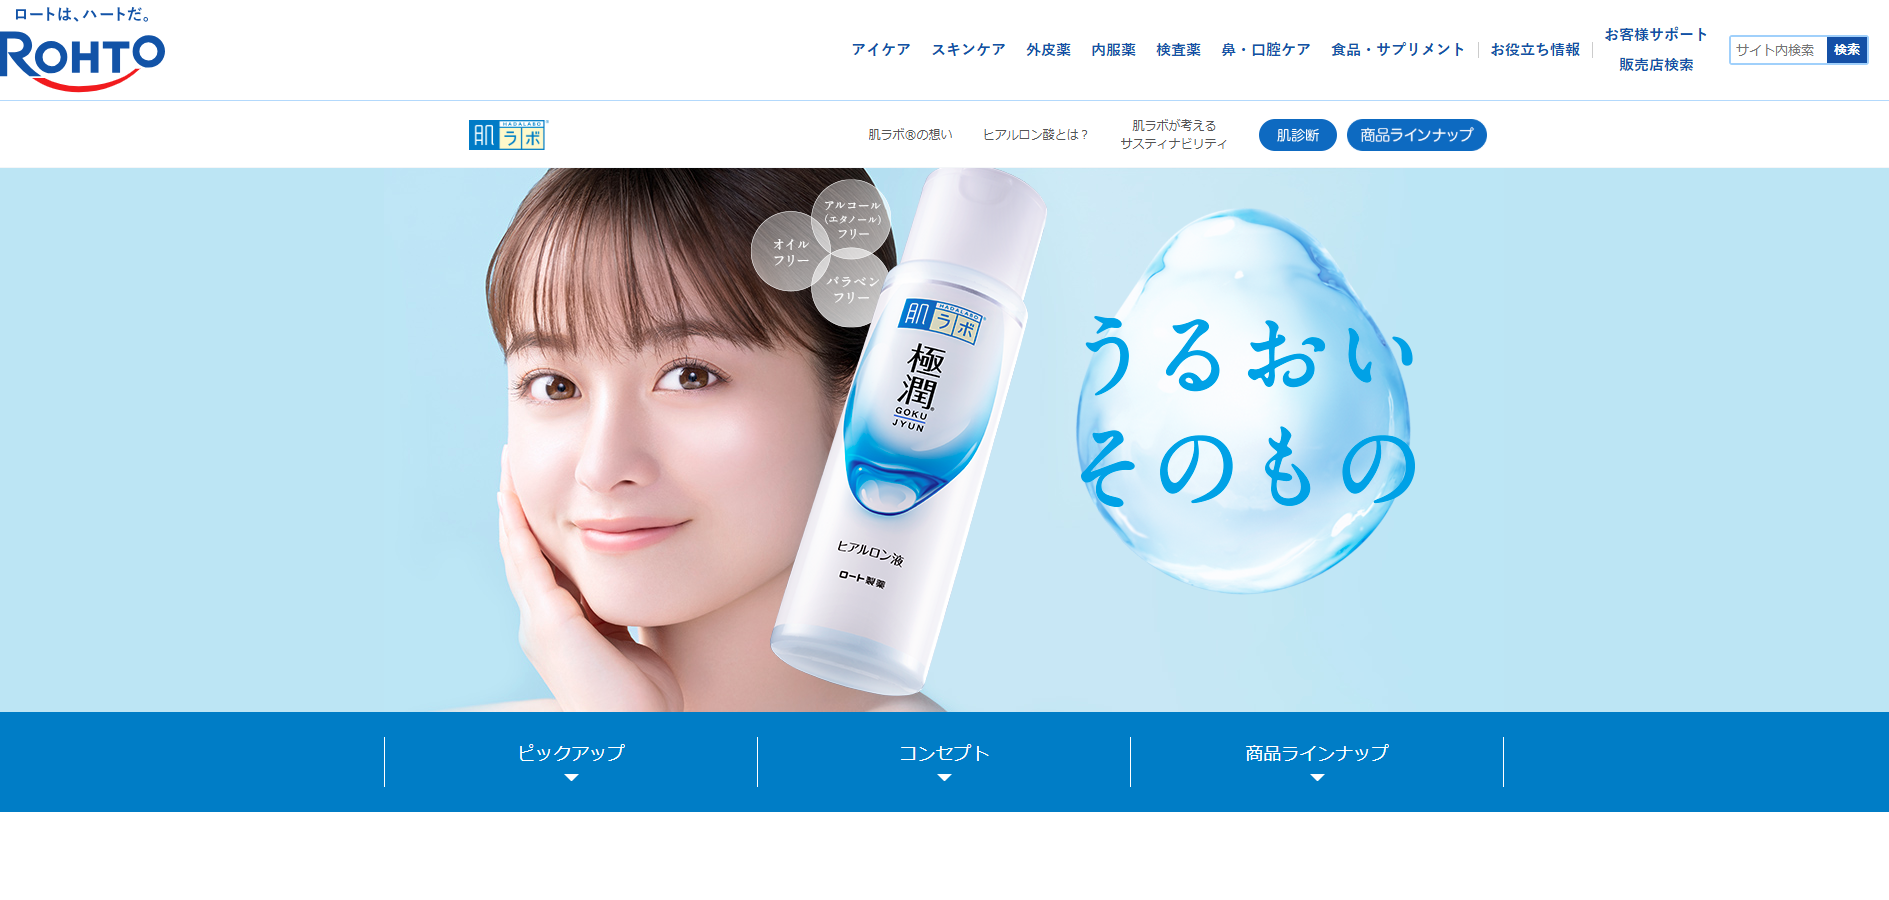 ロートは、ハートだ。
ROHTO
アイケア
スキンケア
外皮薬
内服薬
検査薬
鼻・口腔ケア
食品・サプリメント
お役立ち情報
お客様サポート
販売店検索
サイト内検索
検索
肌ラボ
HADALABO
肌ラボ®の想い
ヒアルロン酸とは？
肌ラボが考える
サスティナビリティ
肌診断
商品ラインナップ
アルコール
(エタノール)
フリー
オイル
フリー
パラベン
フリー
肌ラボ
HADALABO
極潤®
GOKU
JYUN
ヒアルロン液
ロート製薬
うるおい
そのもの
ピックアップ
コンセプト
商品ラインナップ